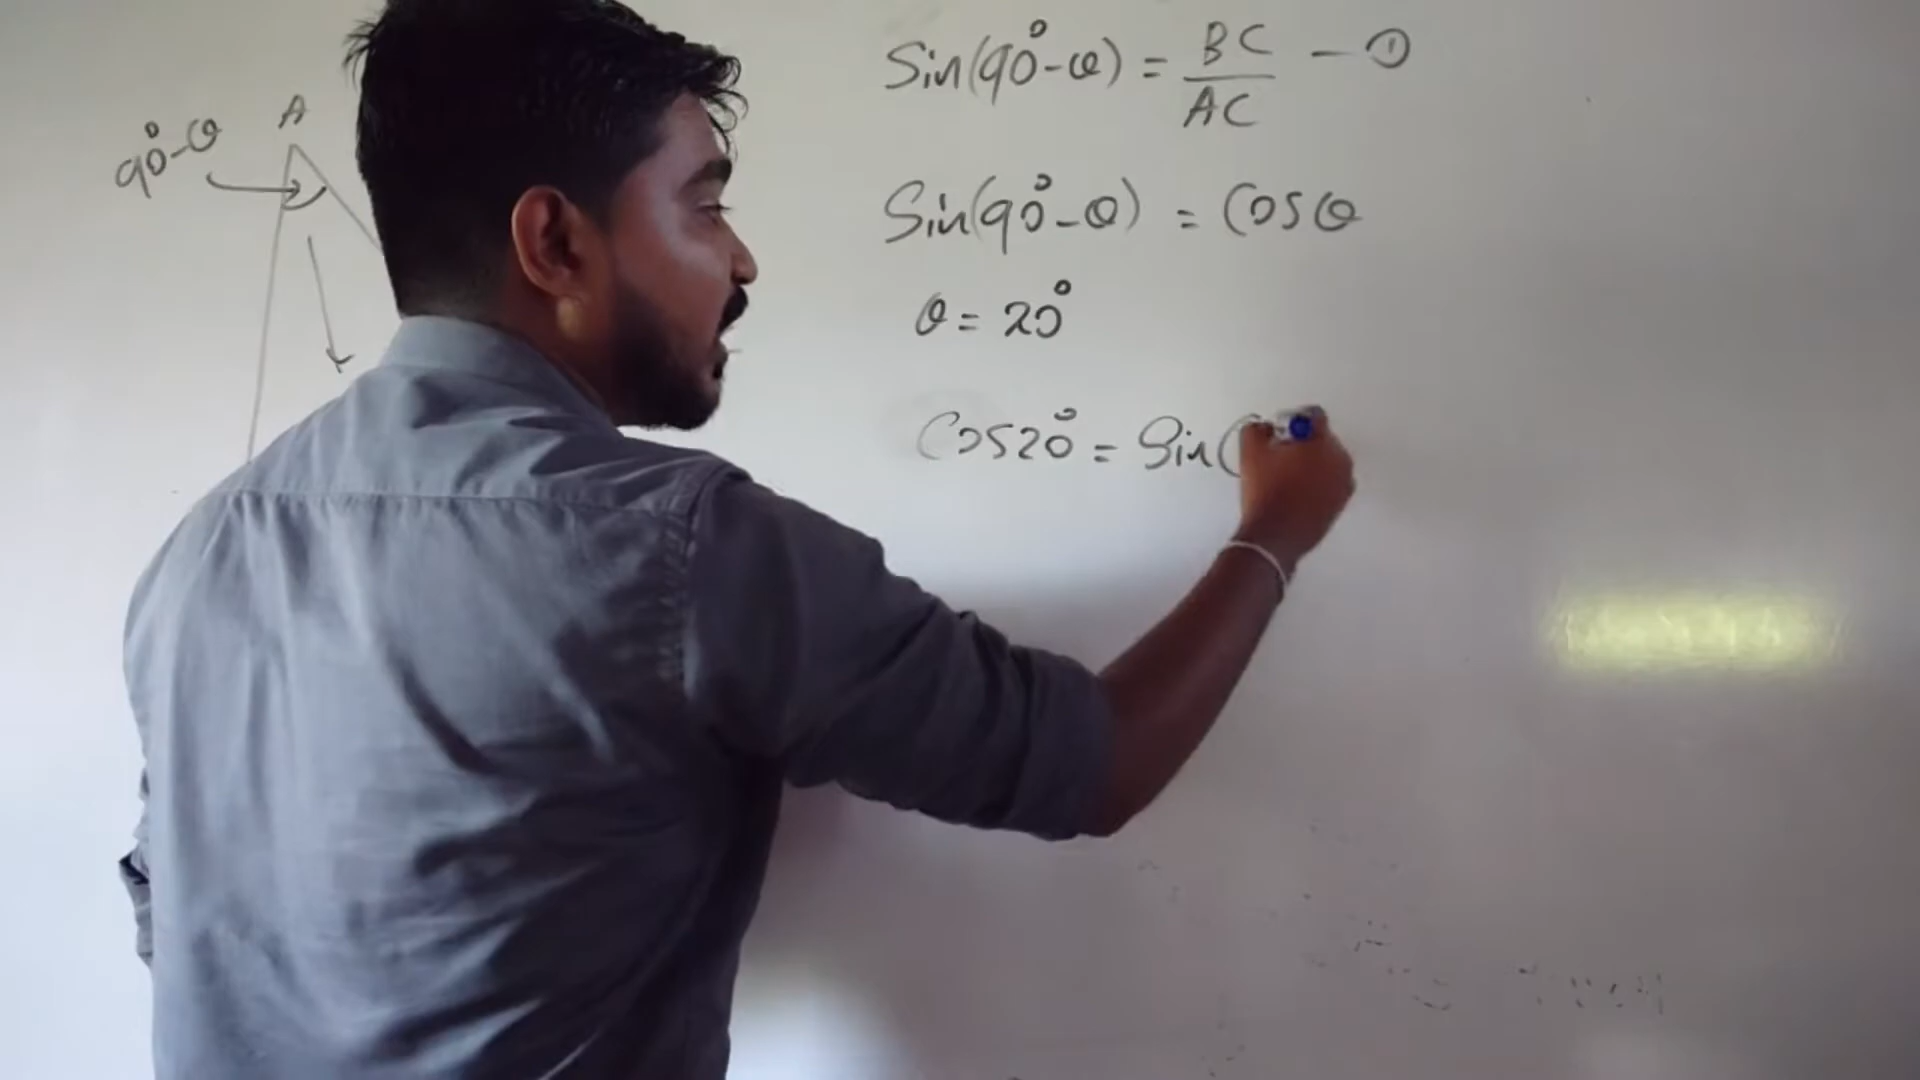 A
90°-θ
Sin(90°-θ) = BC/AC - ①
Sin(90°-θ) = Cosθ
θ = 20°
Cos20° = Sin(